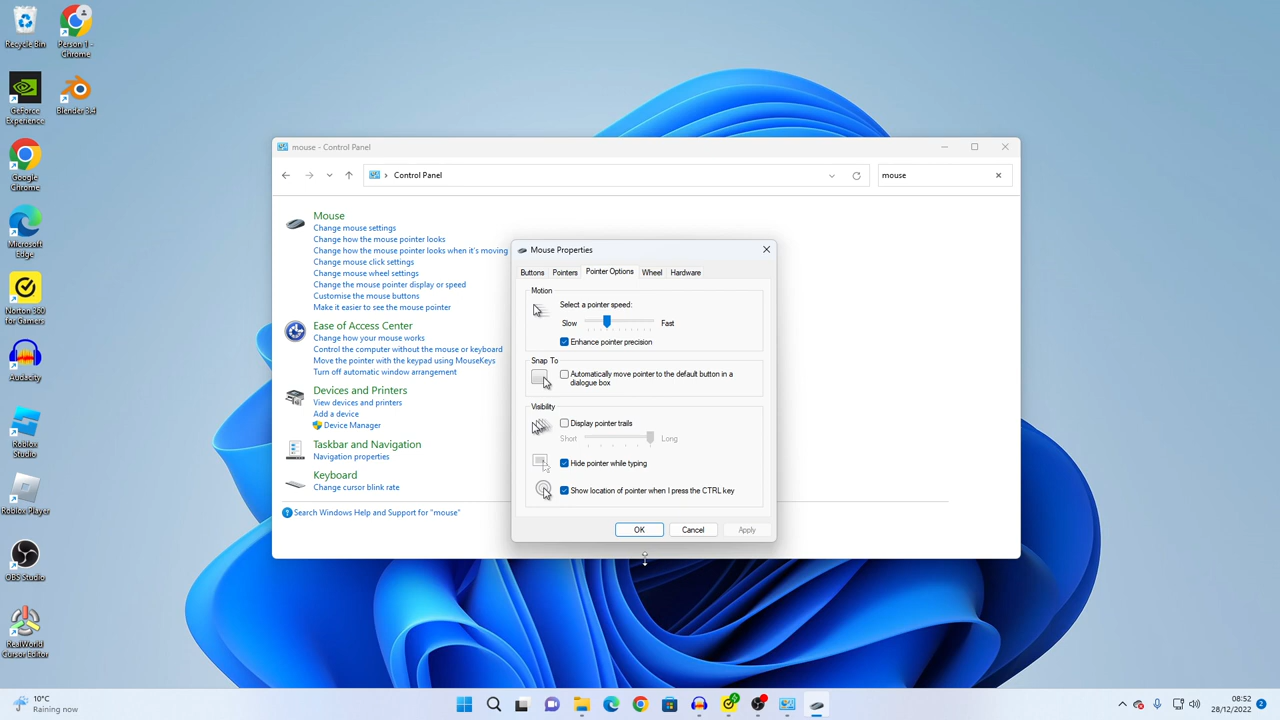 Recycle Bin
Person 1 -
Chrome
GeForce
Experience
Blender 3.4
Google
Chrome
Microsoft
Edge
Norton 360
for Gamers
Audacity
Roblox
Studio
Roblox Player
OBS Studio
RealWorld
Cursor Editor
mouse - Control Panel
Control Panel
mouse
Mouse
Change mouse settings
Change how the mouse pointer looks
Change how the mouse pointer looks when it's moving
Change mouse click settings
Change mouse wheel settings
Change the mouse pointer display or speed
Customise the mouse buttons
Make it easier to see the mouse pointer
Ease of Access Center
Change how your mouse works
Control the computer without the mouse or keyboard
Move the pointer with the keypad using MouseKeys
Turn off automatic window arrangement
Devices and Printers
View devices and printers
Add a device
Device Manager
Taskbar and Navigation
Navigation properties
Keyboard
Change cursor blink rate
Search Windows Help and Support for "mouse"
Mouse Properties
Buttons Pointers Pointer Options Wheel Hardware
Motion
Select a pointer speed:
Slow Fast
Enhance pointer precision
Snap To
Automatically move pointer to the default button in a
dialogue box
Visibility
Display pointer trails
Short Long
Hide pointer while typing
Show location of pointer when I press the CTRL key
OK Cancel Apply
10°C
Raining now
08:52
28/12/2022
2